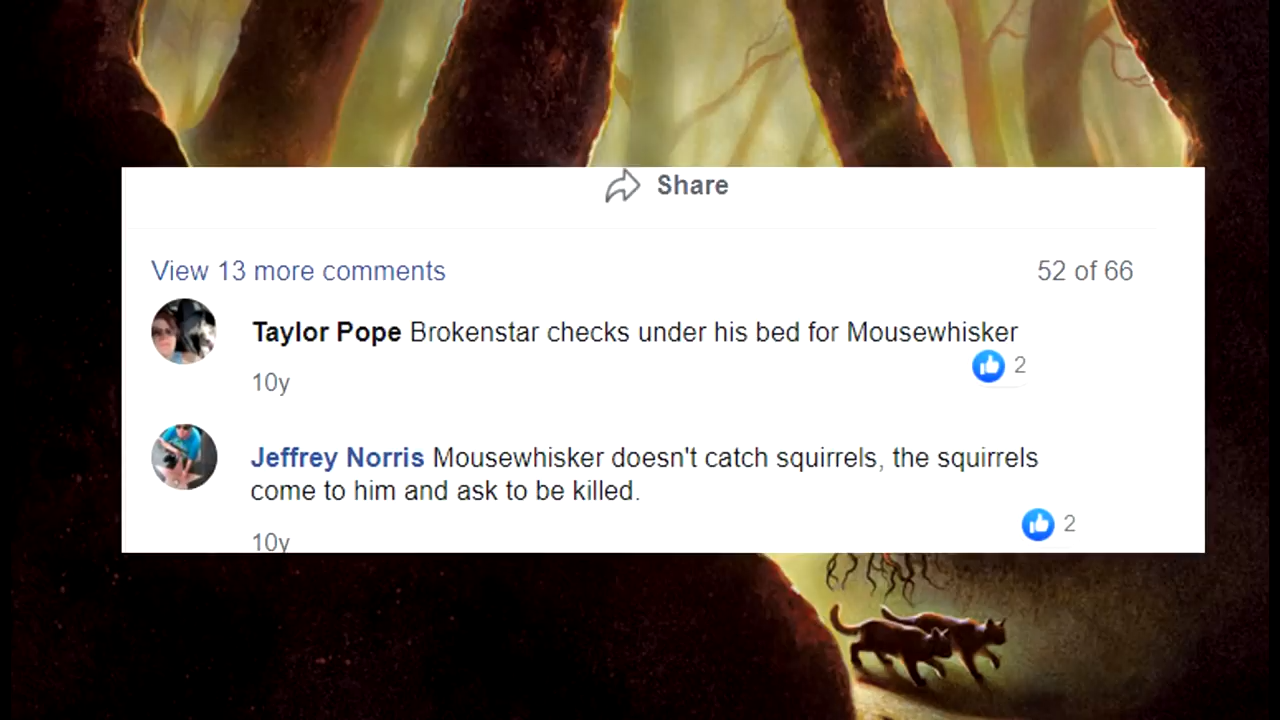 Share
View 13 more comments
52 of 66
Taylor Pope Brokenstar checks under his bed for Mousewhisker
2
10y
Jeffrey Norris Mousewhisker doesn't catch squirrels, the squirrels
come to him and ask to be killed.
2
10y